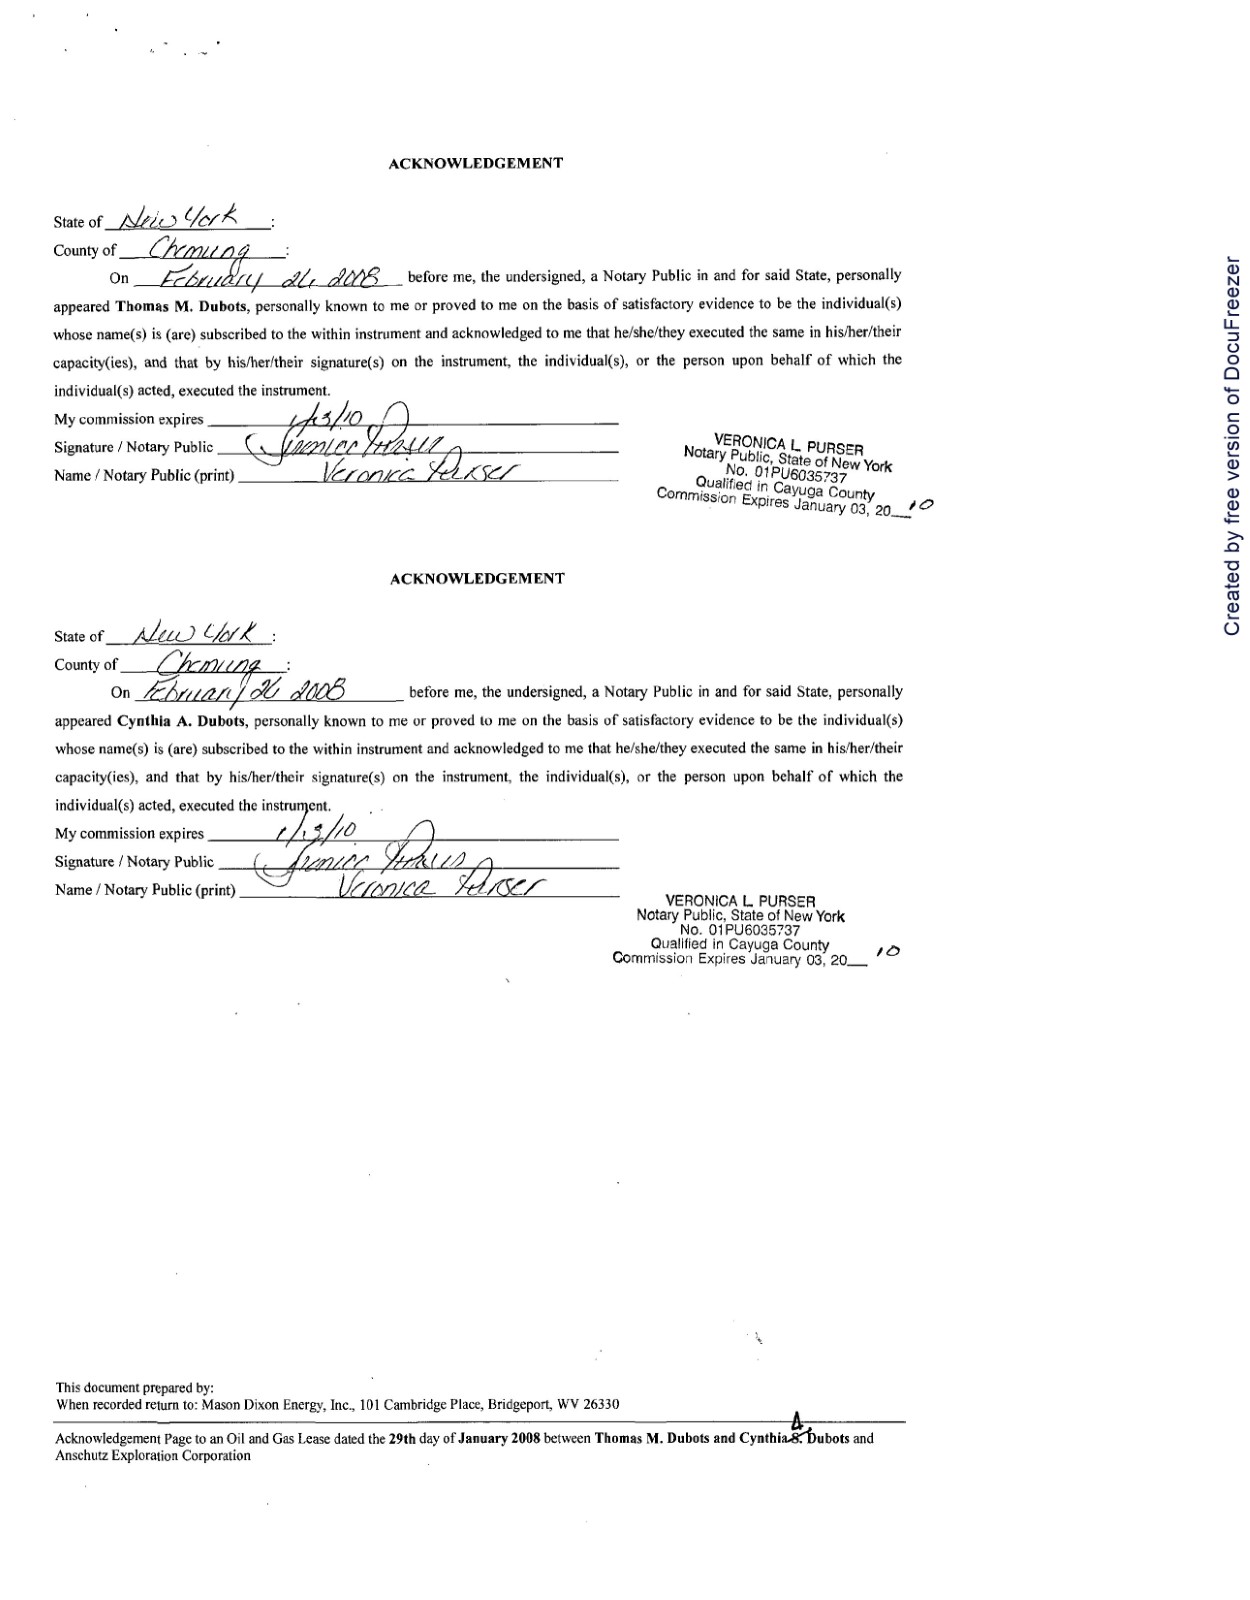 ACKNOWLEDGEMENT
State of New York :
County of Chemung :
On February 26, 2008 before me, the undersigned, a Notary Public in and for said State, personally
appeared Thomas M. Dubots, personally known to me or proved to me on the basis of satisfactory evidence to be the individual(s)
whose name(s) is (are) subscribed to the within instrument and acknowledged to me that he/she/they executed the same in his/her/their
capacity(ies), and that by his/her/their signature(s) on the instrument, the individual(s), or the person upon behalf of which the
individual(s) acted, executed the instrument.
My commission expires 1/3/10
Signature / Notary Public Veronica Purser
Name / Notary Public (print) Veronica Purser
VERONICA L. PURSER
Notary Public, State of New York
No. 01PU6035737
Qualified in Cayuga County
Commission Expires January 03, 20__10
ACKNOWLEDGEMENT
State of New York :
County of Chemung :
On February 26 2008 before me, the undersigned, a Notary Public in and for said State, personally
appeared Cynthia A. Dubots, personally known to me or proved to me on the basis of satisfactory evidence to be the individual(s)
whose name(s) is (are) subscribed to the within instrument and acknowledged to me that he/she/they executed the same in his/her/their
capacity(ies), and that by his/her/their signature(s) on the instrument, the individual(s), or the person upon behalf of which the
individual(s) acted, executed the instrument.
My commission expires 1/3/10
Signature / Notary Public Veronica Purser
Name / Notary Public (print) Veronica Purser
VERONICA L. PURSER
Notary Public, State of New York
No. 01PU6035737
Qualified in Cayuga County
Commission Expires January 03, 20__ 10
This document prepared by:
When recorded return to: Mason Dixon Energy, Inc., 101 Cambridge Place, Bridgeport, WV 26330
Acknowledgement Page to an Oil and Gas Lease dated the 29th day of January 2008 between Thomas M. Dubots and Cynthia A. Dubots and
Anschutz Exploration Corporation
Created by free version of DocuFreezer